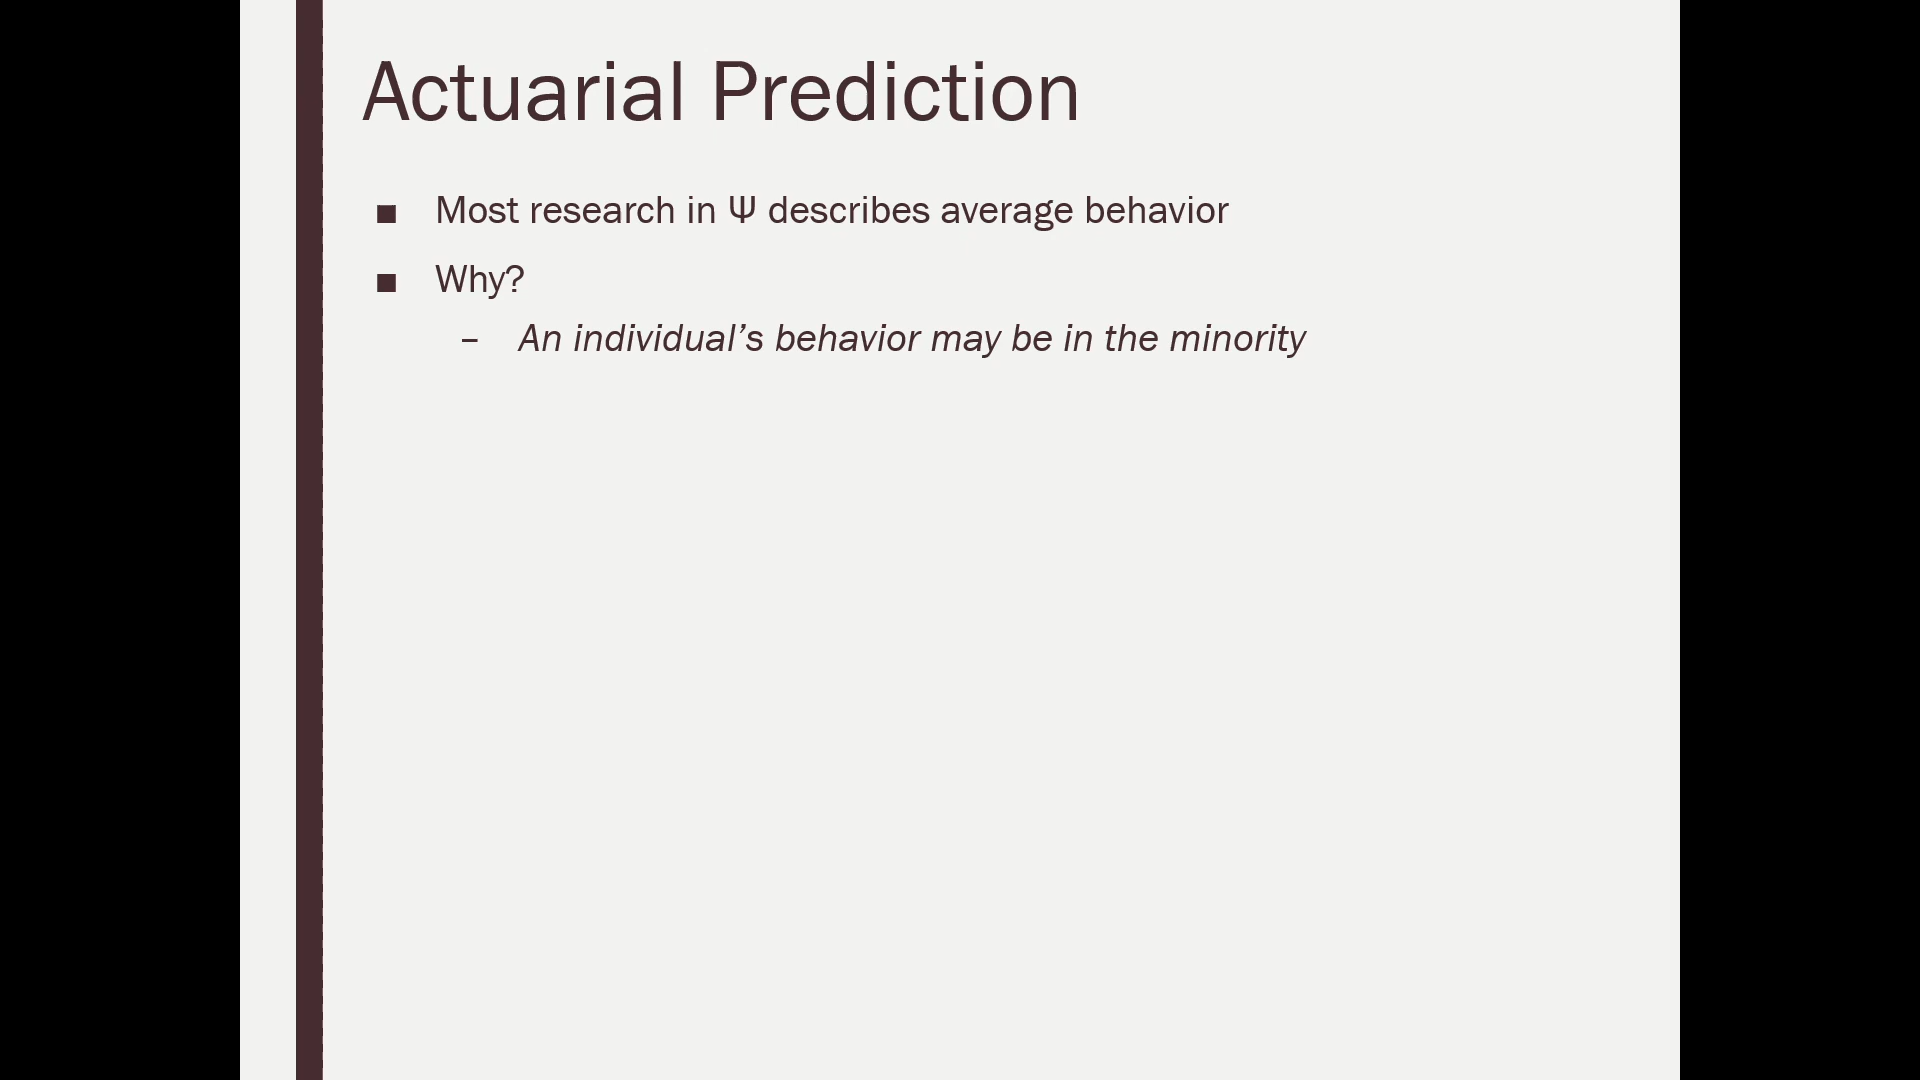 Actuarial Prediction
■ Most research in Ψ describes average behavior
■ Why?
– An individual’s behavior may be in the minority